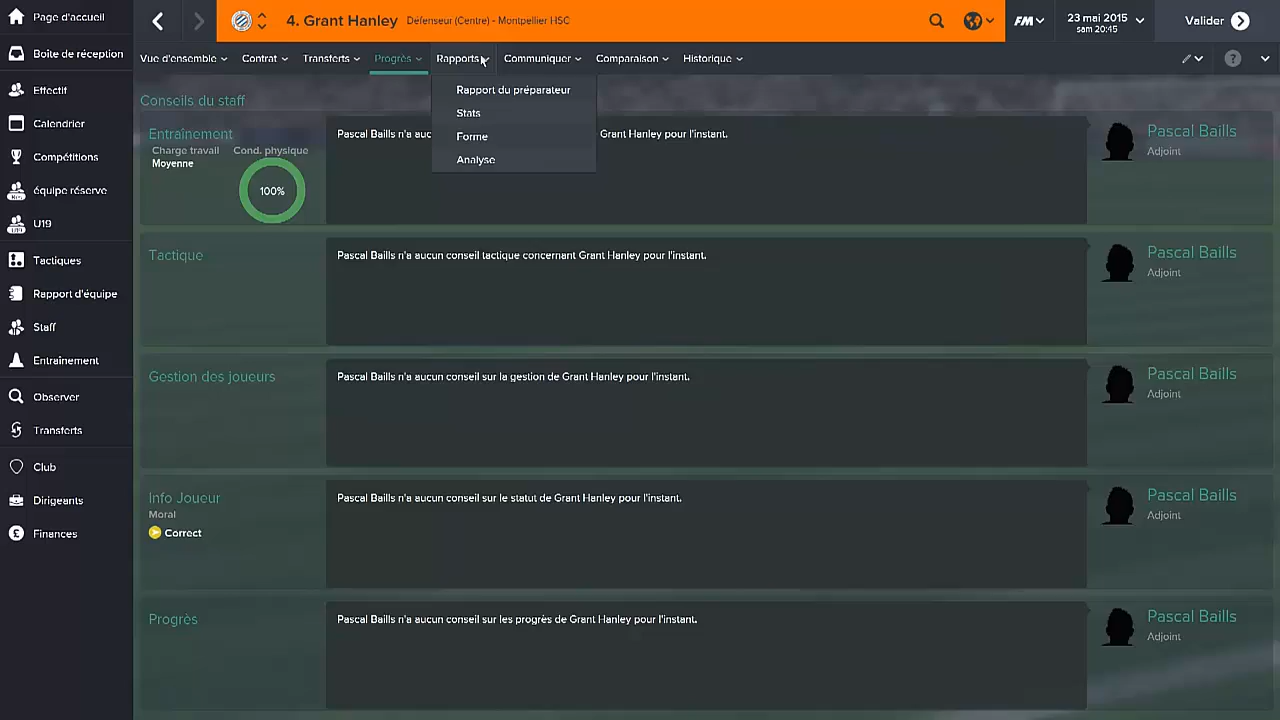 Page d'accueil
4. Grant Hanley Défenseur (Centre) - Montpellier HSC
FM
23 mai 2015
sam 20:45
Valider
Boîte de réception
Vue d'ensemble Contrat Transferts Progrès Rapports Communiquer Comparaison Historique
?
Rapport du préparateur
Stats
Forme
Analyse
Effectif
Calendrier
Compétitions
équipe réserve
U19
Tactiques
Rapport d'équipe
Staff
Entraînement
Observer
Transferts
Club
Dirigeants
Finances
Conseils du staff
Entraînement
Charge travail Cond. physique
Moyenne
100%
Pascal Baills n'a auc Grant Hanley pour l'instant.
Pascal Baills
Adjoint
Tactique
Pascal Baills n'a aucun conseil tactique concernant Grant Hanley pour l'instant.
Pascal Baills
Adjoint
Gestion des joueurs
Pascal Baills n'a aucun conseil sur la gestion de Grant Hanley pour l'instant.
Pascal Baills
Adjoint
Info Joueur
Moral
Correct
Pascal Baills n'a aucun conseil sur le statut de Grant Hanley pour l'instant.
Pascal Baills
Adjoint
Progrès
Pascal Baills n'a aucun conseil sur les progrès de Grant Hanley pour l'instant.
Pascal Baills
Adjoint